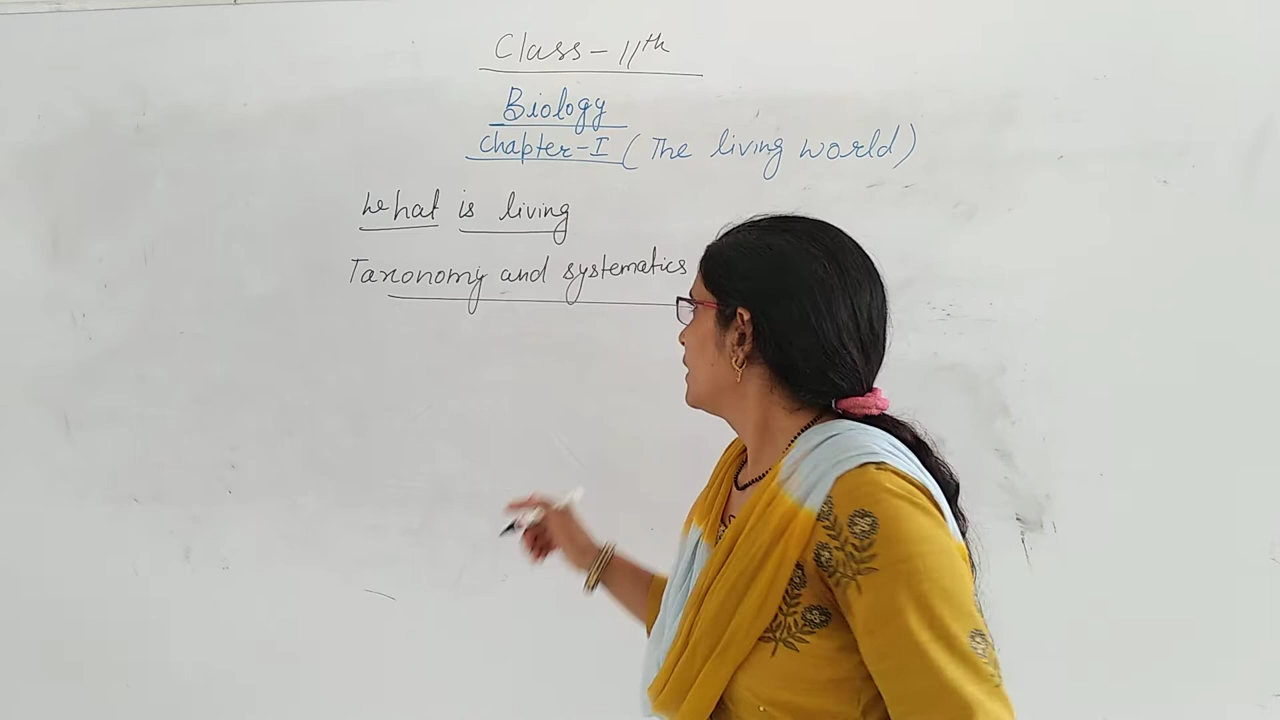 Class - 11th
Biology
Chapter - I ( The living world )
What is living
Taxonomy and systematics